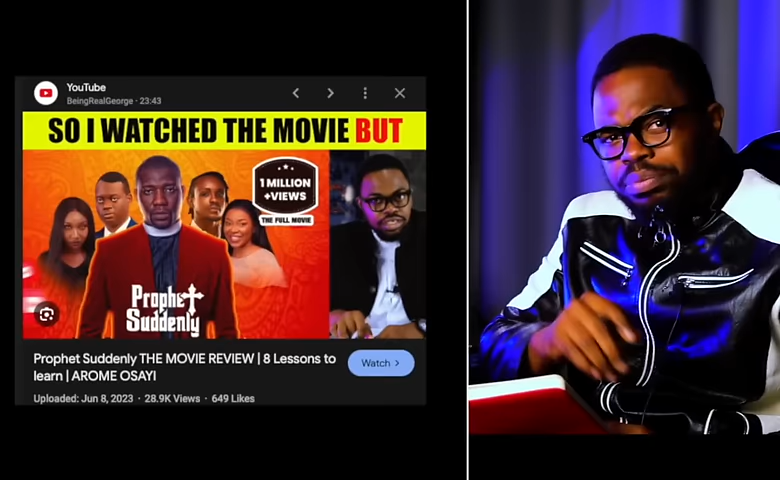 YouTube
BeingRealGeorge · 23:43
SO I WATCHED THE MOVIE BUT
1 MILLION
+VIEWS
THE FULL MOVIE
Prophet
Suddenly
Prophet Suddenly THE MOVIE REVIEW | 8 Lessons to
learn | AROME OSAYI
Watch >
Uploaded: Jun 8, 2023 · 28.9K Views · 649 Likes